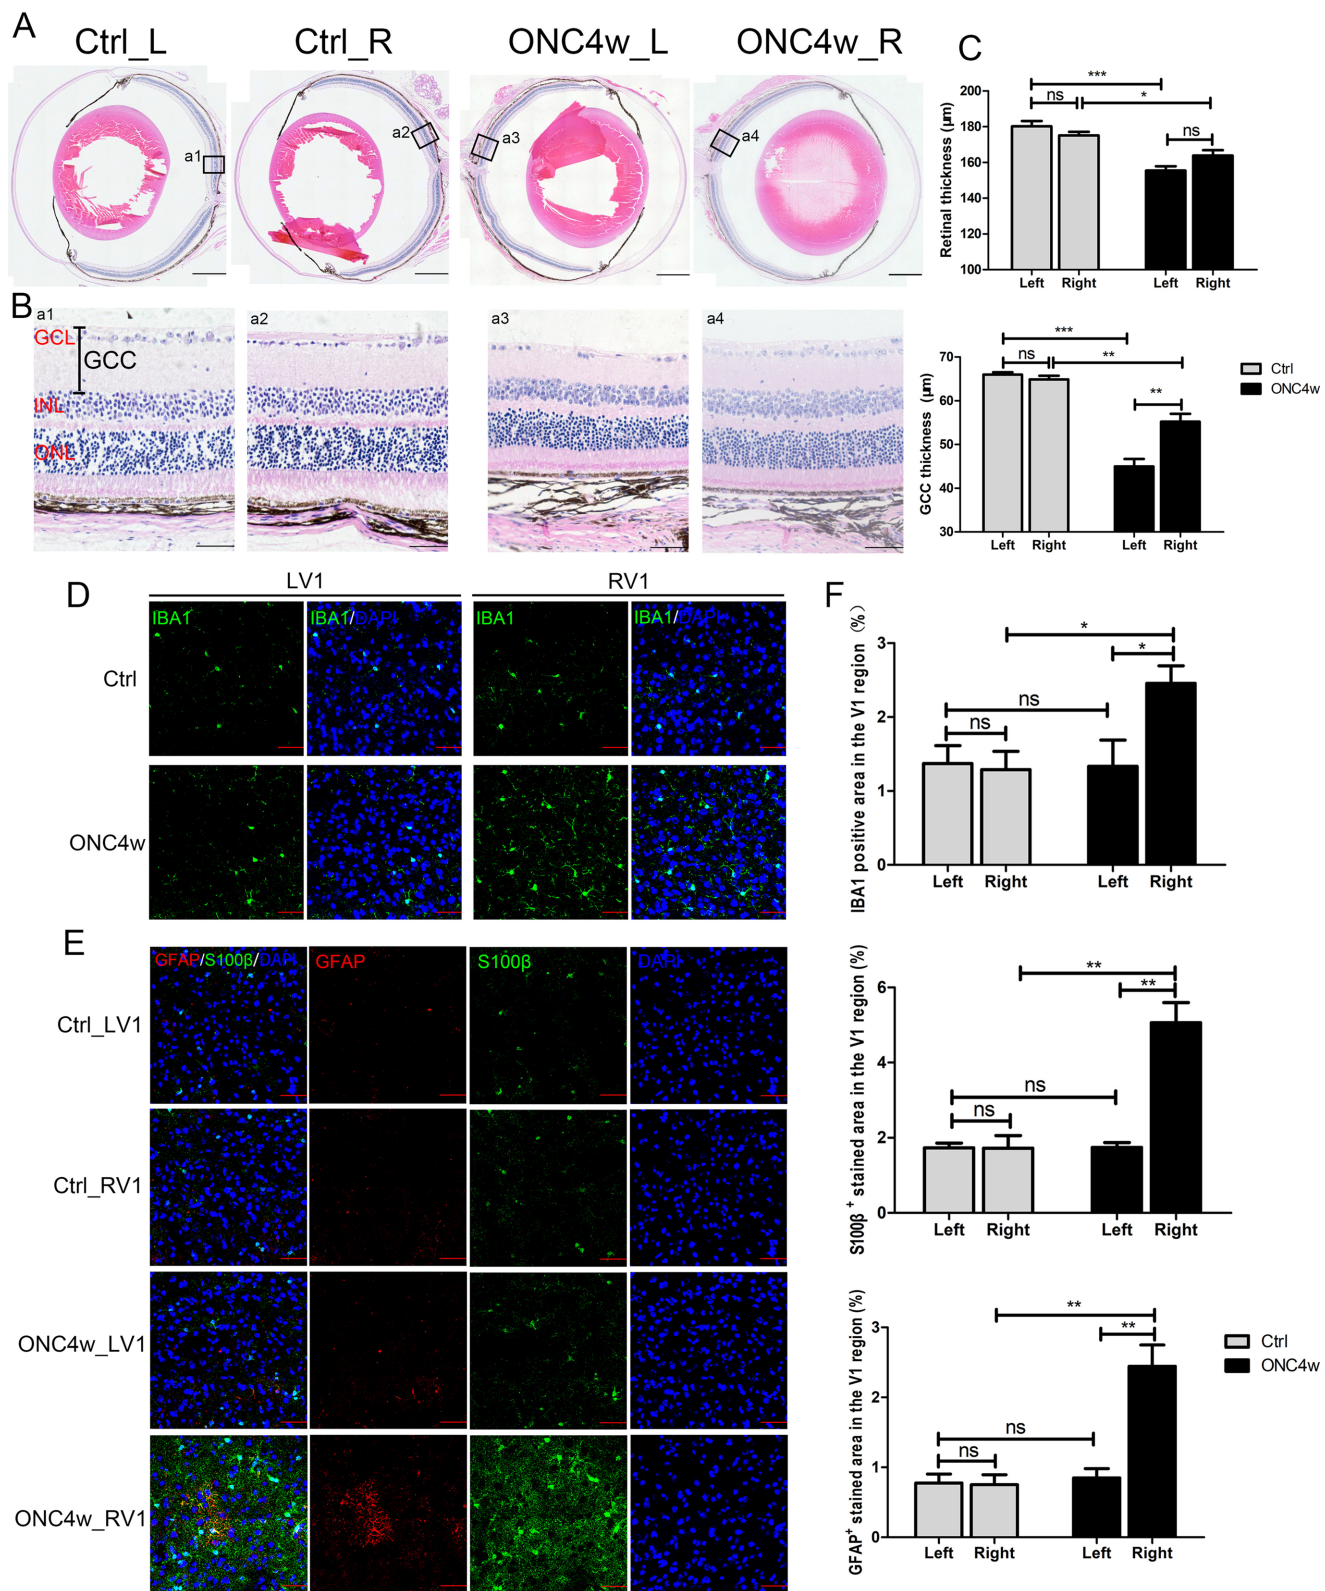 A
Ctrl_L
Ctrl_R
ONC4w_L
ONC4w_R
a1
a2
a3
a4
C
Retinal thickness (μm)
200
180
160
140
120
100
***
ns
*
ns
Left
Right
Left
Right
B
a1
GCL
GCC
INL
ONL
a2
a3
a4
GCC thickness (μm)
70
60
50
40
30
***
ns
**
**
Left
Right
Left
Right
Ctrl
ONC4w
D
LV1
RV1
IBA1
IBA1/DAPI
IBA1
IBA1/DAPI
Ctrl
ONC4w
E
GFAP/S100β/DAPI
GFAP
S100β
DAPI
Ctrl_LV1
Ctrl_RV1
ONC4w_LV1
ONC4w_RV1
F
IBA1 positive area in the V1 region (%)
3
2
1
0
*
*
ns
ns
Left
Right
Left
Right
S100β + stained area in the V1 region (%)
6
4
2
0
**
**
ns
ns
Left
Right
Left
Right
GFAP+ stained area in the V1 region (%)
3
2
1
0
**
**
ns
ns
Left
Right
Left
Right
Ctrl
ONC4w